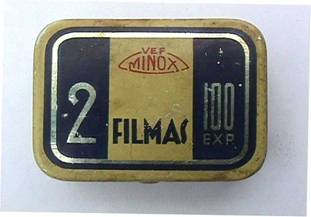 VEF
MINOX
2 FILMAS 100
EXP.